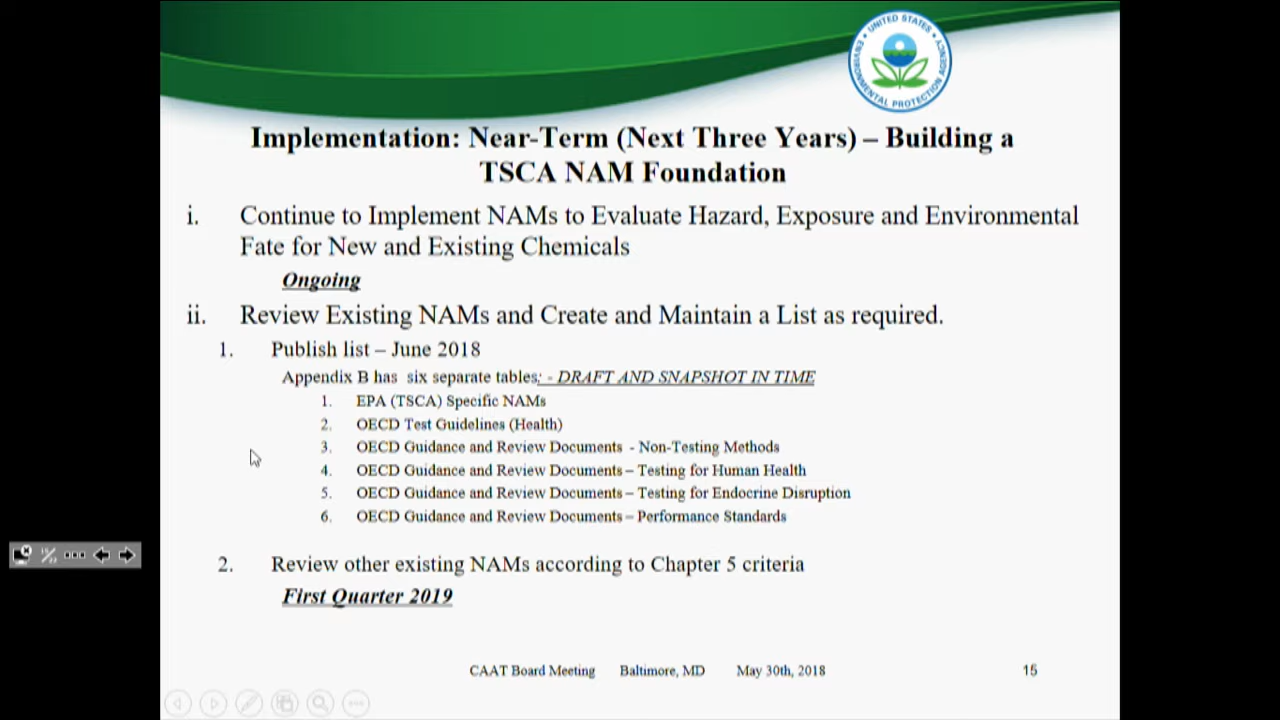 UNITED STATES ENVIRONMENTAL PROTECTION AGENCY
Implementation: Near-Term (Next Three Years) – Building a
TSCA NAM Foundation
i. Continue to Implement NAMs to Evaluate Hazard, Exposure and Environmental
Fate for New and Existing Chemicals
Ongoing
ii. Review Existing NAMs and Create and Maintain a List as required.
1. Publish list – June 2018
Appendix B has six separate tables: - DRAFT AND SNAPSHOT IN TIME
1. EPA (TSCA) Specific NAMs
2. OECD Test Guidelines (Health)
3. OECD Guidance and Review Documents - Non-Testing Methods
4. OECD Guidance and Review Documents – Testing for Human Health
5. OECD Guidance and Review Documents – Testing for Endocrine Disruption
6. OECD Guidance and Review Documents – Performance Standards
2. Review other existing NAMs according to Chapter 5 criteria
First Quarter 2019
CAAT Board Meeting Baltimore, MD May 30th, 2018 15